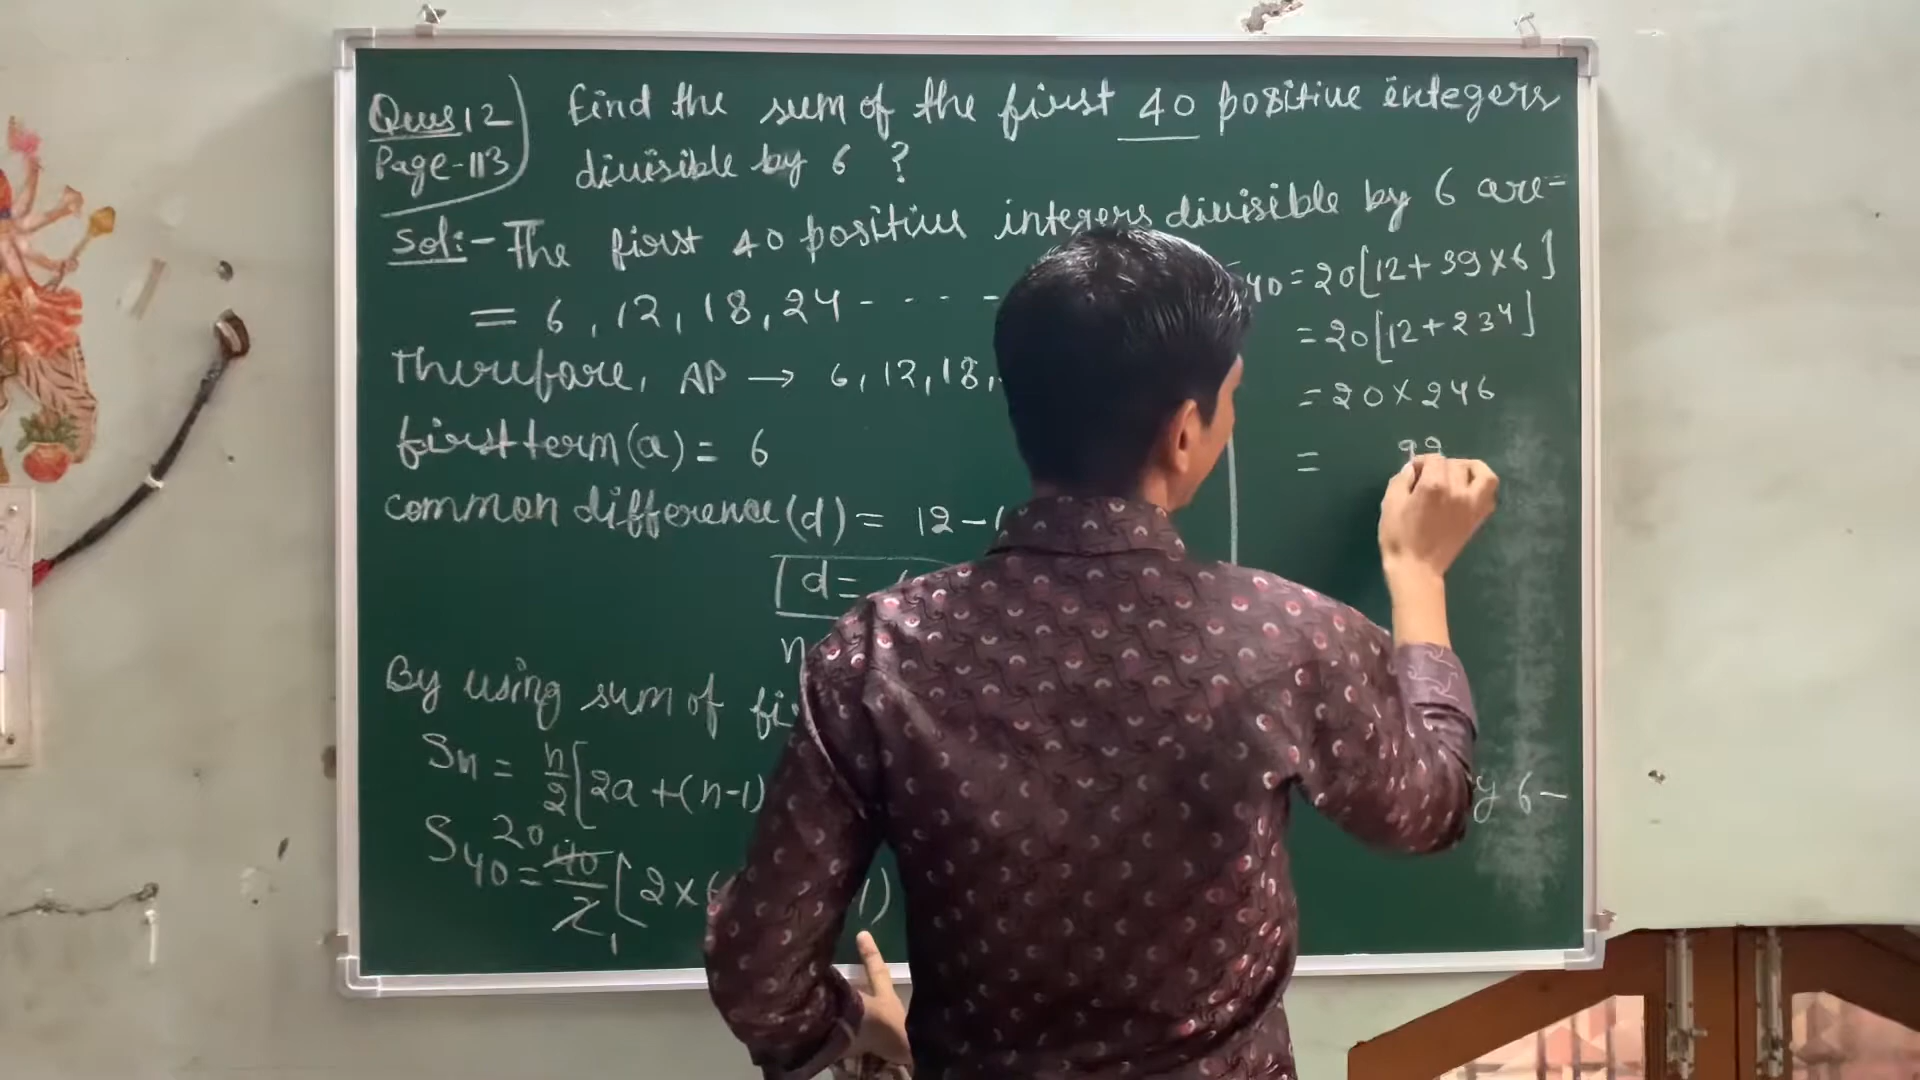 Ques 12
Page-113
Find the sum of the first 40 positive integers
divisible by 6 ?
Sol:- The first 40 positive integers divisible by 6 are-
= 6, 12, 18, 24 - - - - -
Therefore, AP → 6, 12, 18,
first term (a) = 6
common difference (d) = 12-
d =
n
By using sum of
Sn = n/2 [2a + (n-1)
S40 = 40/2 [2×
20
1
1)
40 = 20[12 + 39×6]
= 20[12 + 234]
= 20×246
=
y 6-